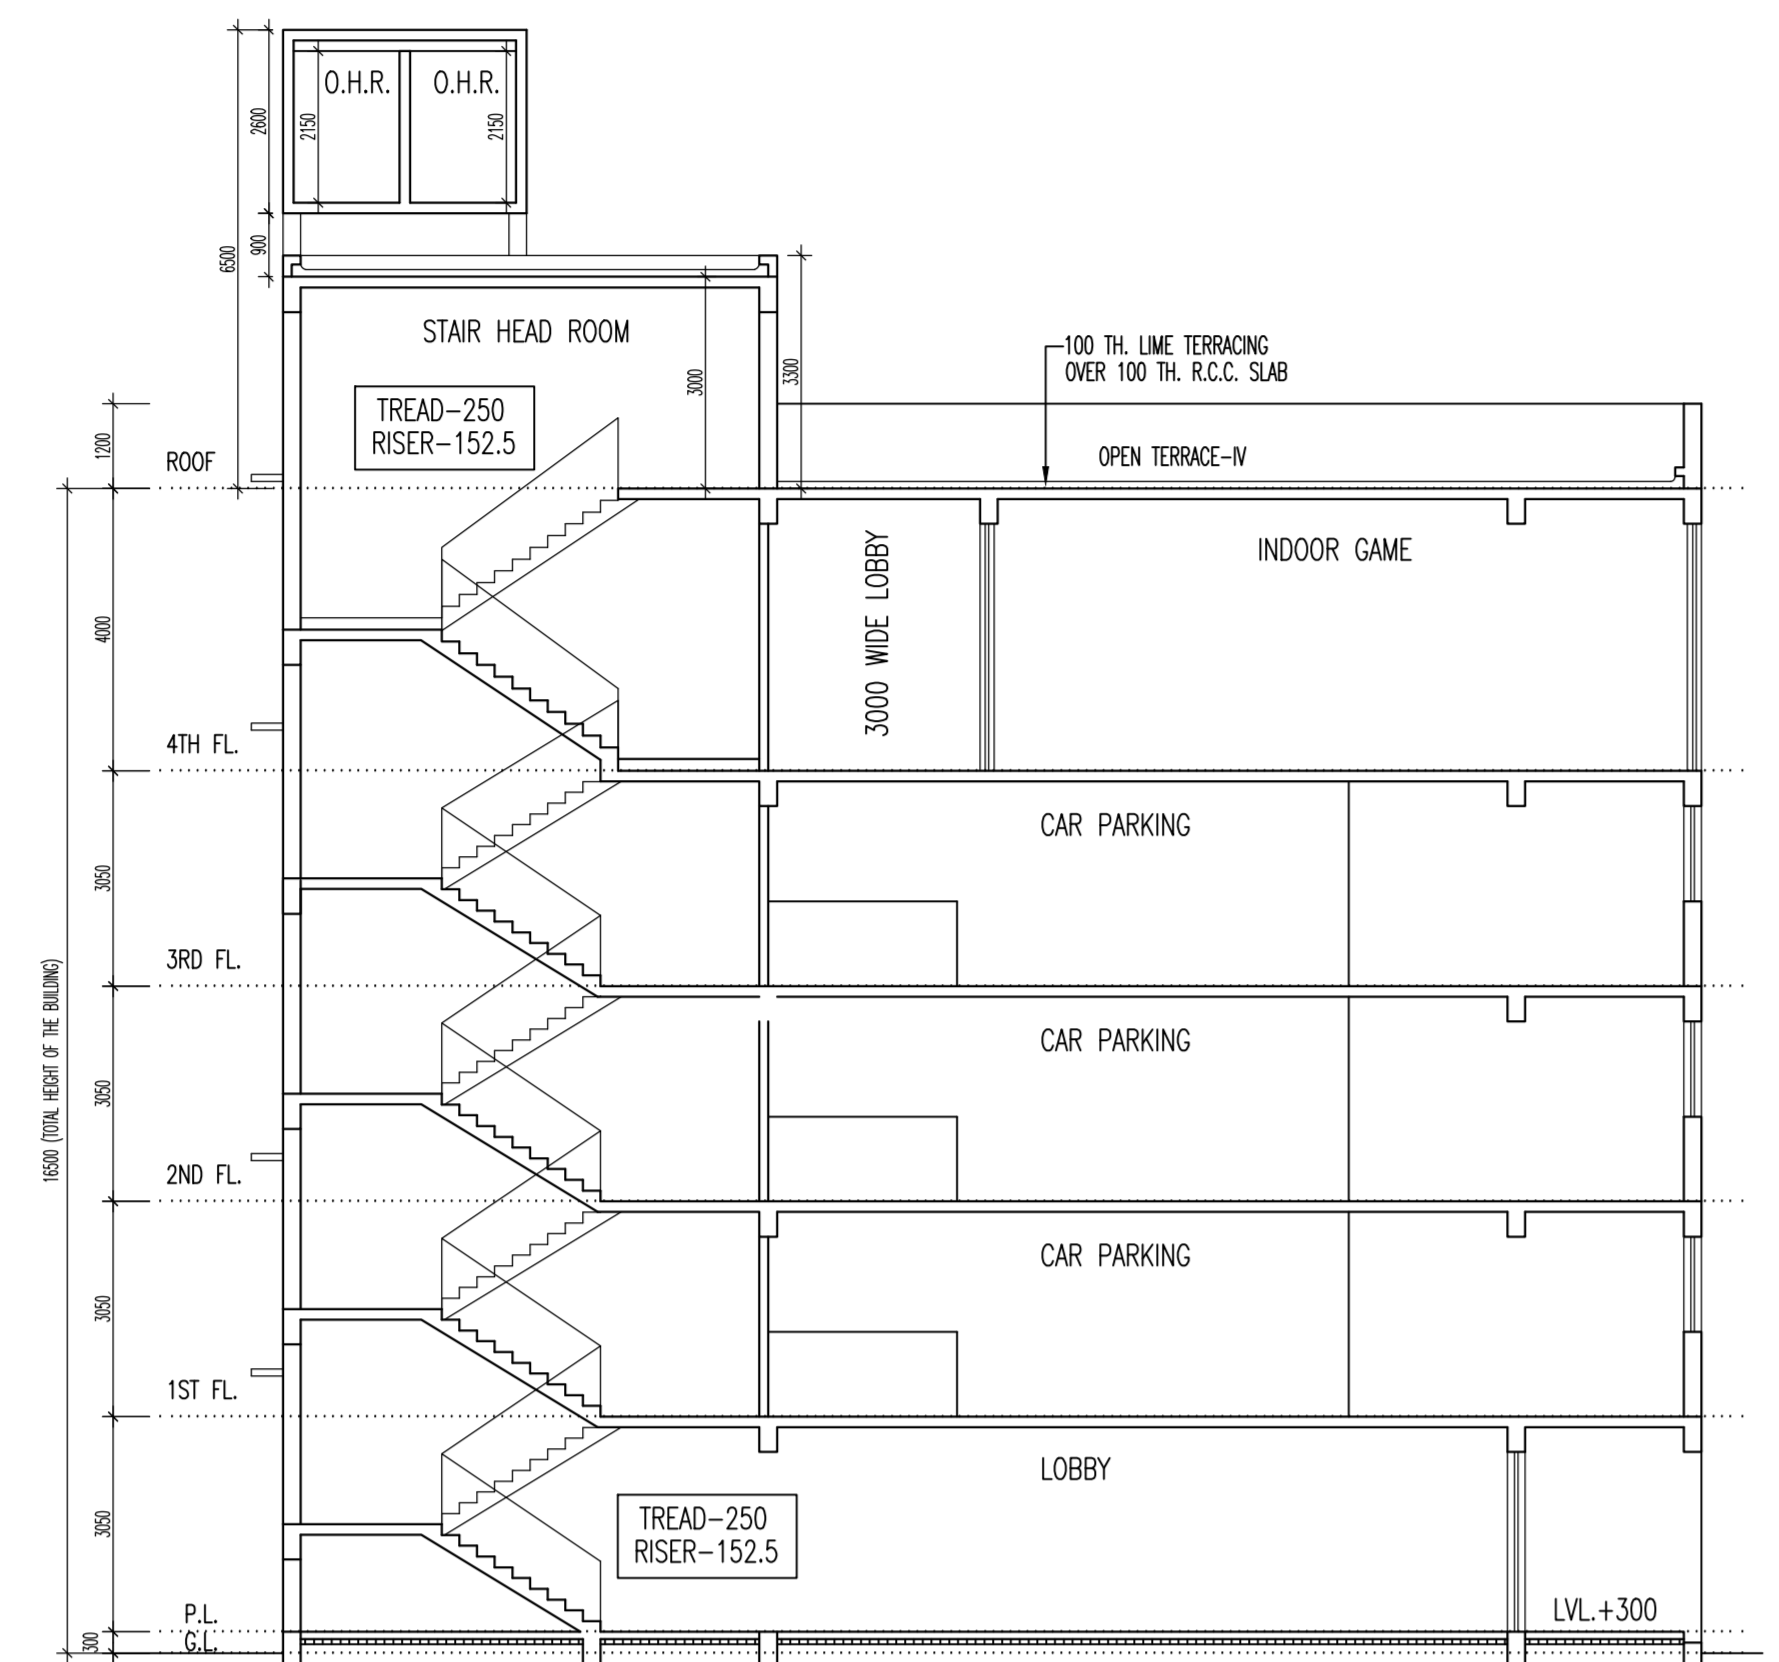 O.H.R. O.H.R.
2600
2150
2150
900
6500
STAIR HEAD ROOM
3000
3300
100 TH. LIME TERRACING
OVER 100 TH. R.C.C. SLAB
TREAD-250
RISER-152.5
1200
ROOF
OPEN TERRACE-IV
3000 WIDE LOBBY
INDOOR GAME
4000
4TH FL.
CAR PARKING
3050
3RD FL.
CAR PARKING
3050
16500 (TOTAL HEIGHT OF THE BUILDING)
2ND FL.
CAR PARKING
3050
1ST FL.
LOBBY
3050
TREAD-250
RISER-152.5
P.L.
LVL.+300
G.L.
300